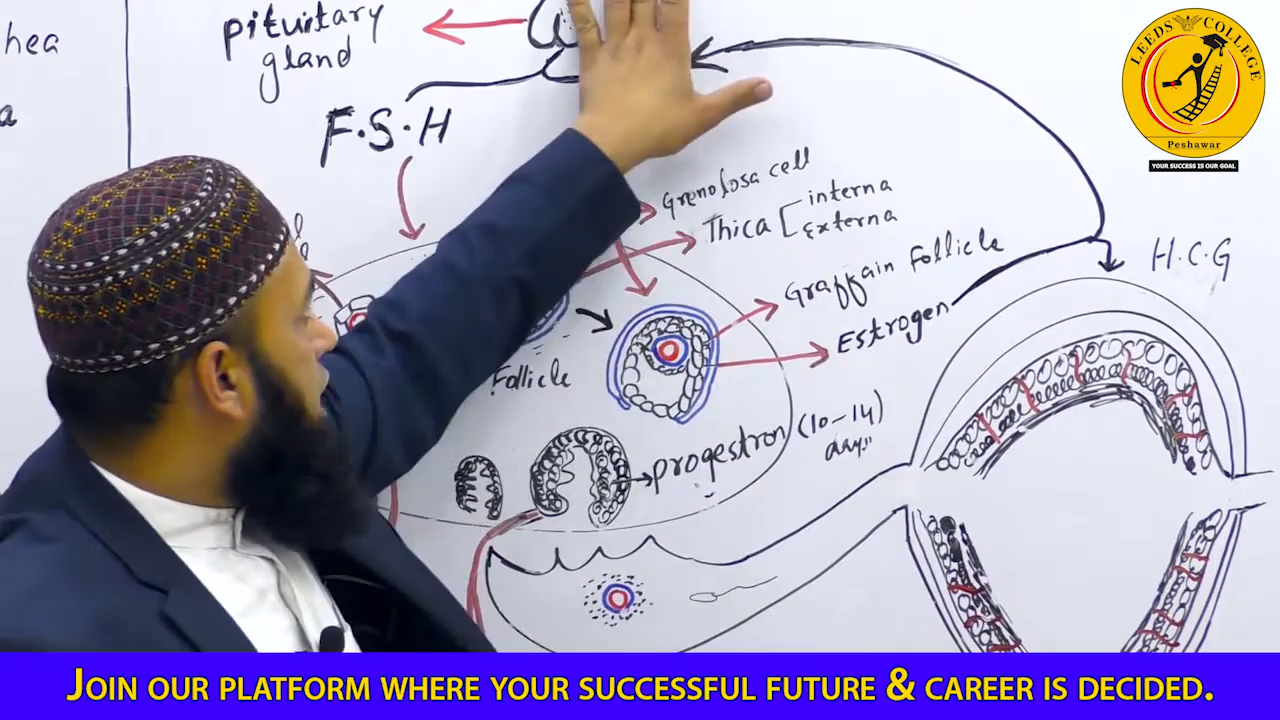 hea
a
pituitary
gland
F.S.H
Grenolosa cell
Thica [ interna
externa
Graffain Follicle
Estrogen
H.C.G
Follicle
progestron (10-14)
days
LEEDS COLLEGE
Peshawar
YOUR SUCCESS IS OUR GOAL
JOIN OUR PLATFORM WHERE YOUR SUCCESSFUL FUTURE & CAREER IS DECIDED.